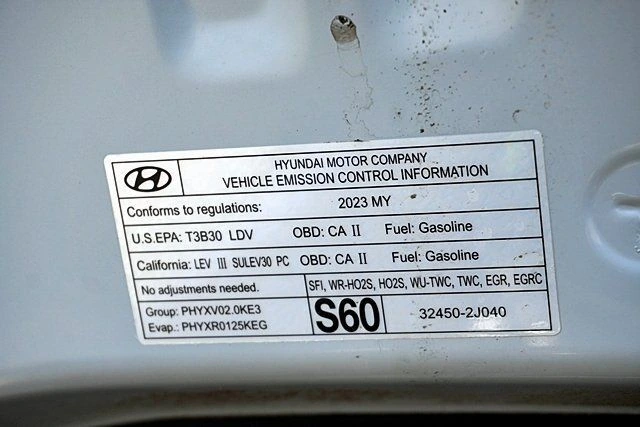 HYUNDAI MOTOR COMPANY
VEHICLE EMISSION CONTROL INFORMATION
Conforms to regulations: 2023 MY
U.S.EPA: T3B30 LDV OBD: CA II Fuel: Gasoline
California: LEV III SULEV30 PC OBD: CA II Fuel: Gasoline
No adjustments needed. SFI, WR-HO2S, HO2S, WU-TWC, TWC, EGR, EGRC
Group: PHYXV02.0KE3
Evap.: PHYXR0125KEG
S60
32450-2J040